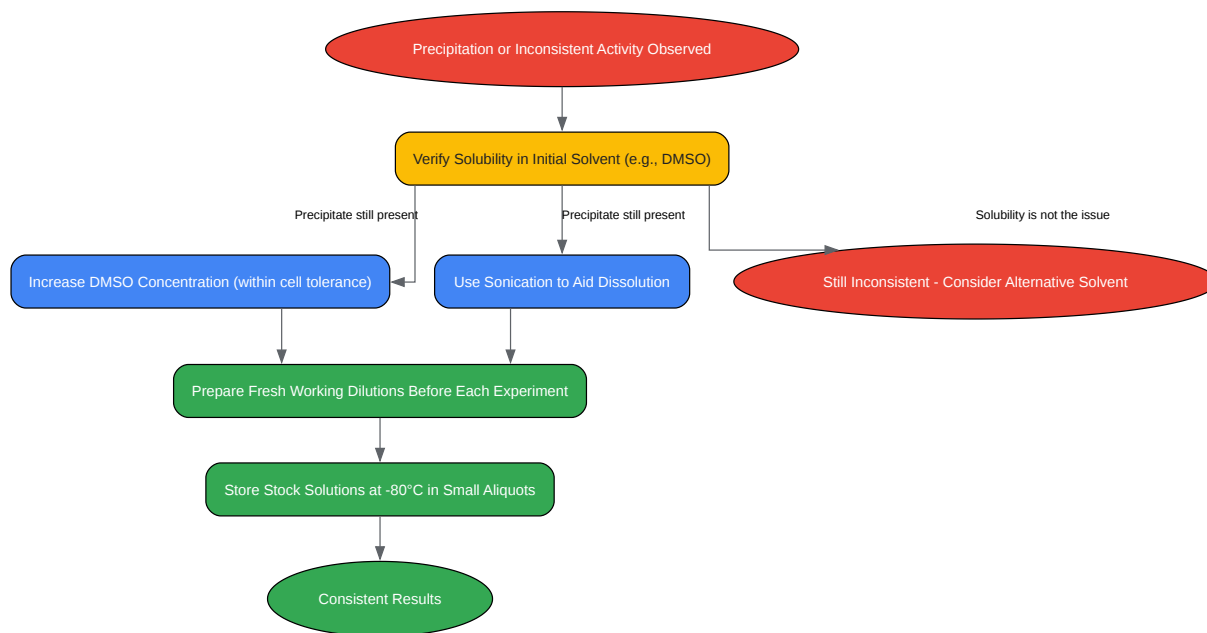 Precipitation or Inconsistent Activity Observed
Verify Solubility in Initial Solvent (e.g., DMSO)
Precipitate still present
Precipitate still present
Solubility is not the issue
Increase DMSO Concentration (within cell tolerance)
Use Sonication to Aid Dissolution
Still Inconsistent - Consider Alternative Solvent
Prepare Fresh Working Dilutions Before Each Experiment
Store Stock Solutions at -80°C in Small Aliquots
Consistent Results